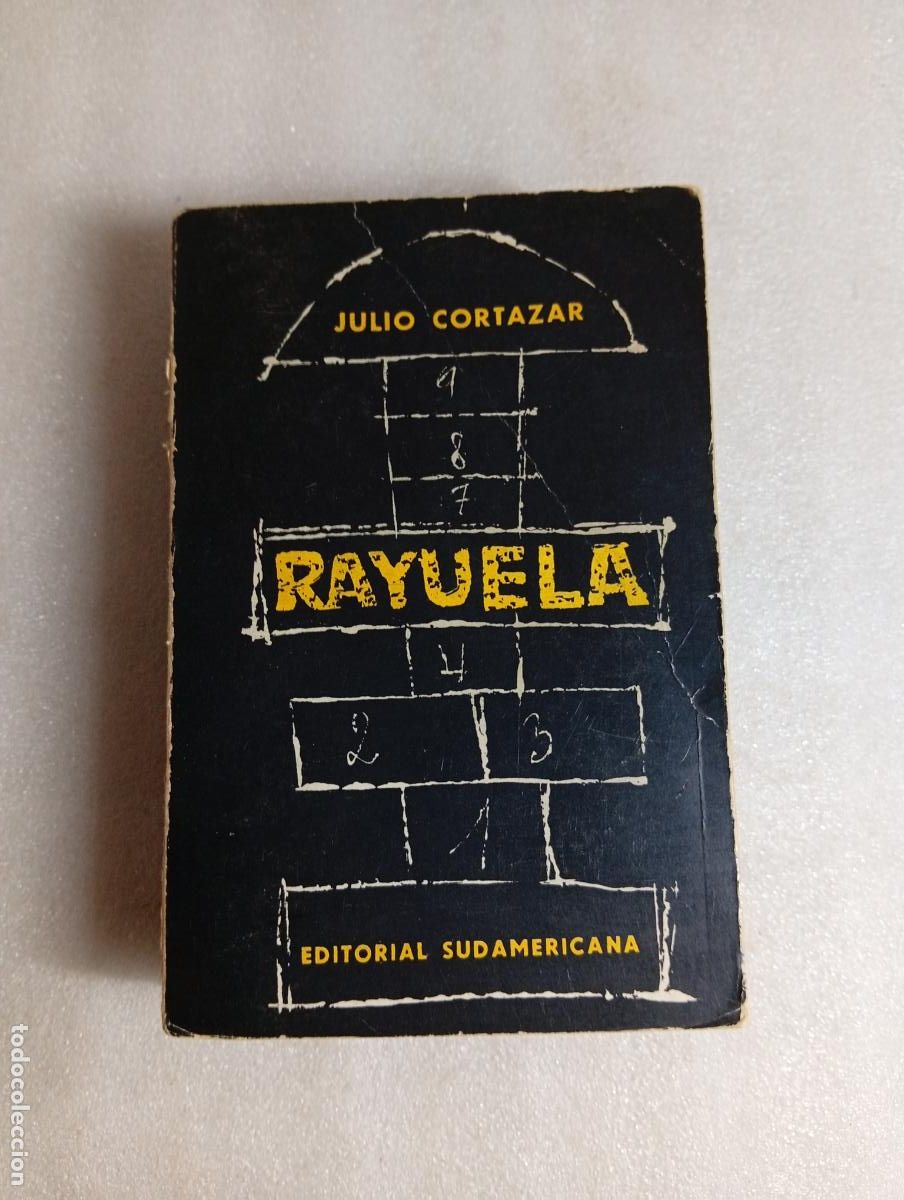 JULIO CORTAZAR
9
8
7
RAYUELA
4
2 3
1
EDITORIAL SUDAMERICANA
todocoleccion